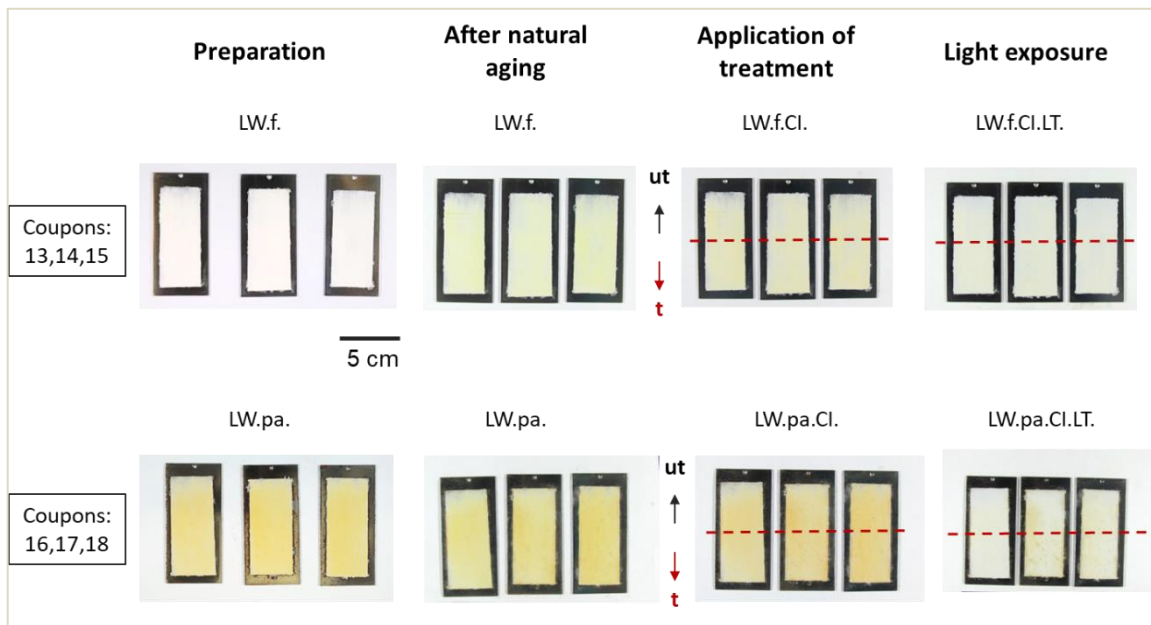 Preparation
After natural
aging
Application of
treatment
Light exposure
LW.f.
LW.f.
LW.f.CI.
LW.f.CI.LT.
Coupons:
13,14,15
ut
t
5 cm
LW.pa.
LW.pa.
LW.pa.CI.
LW.pa.CI.LT.
Coupons:
16,17,18
ut
t